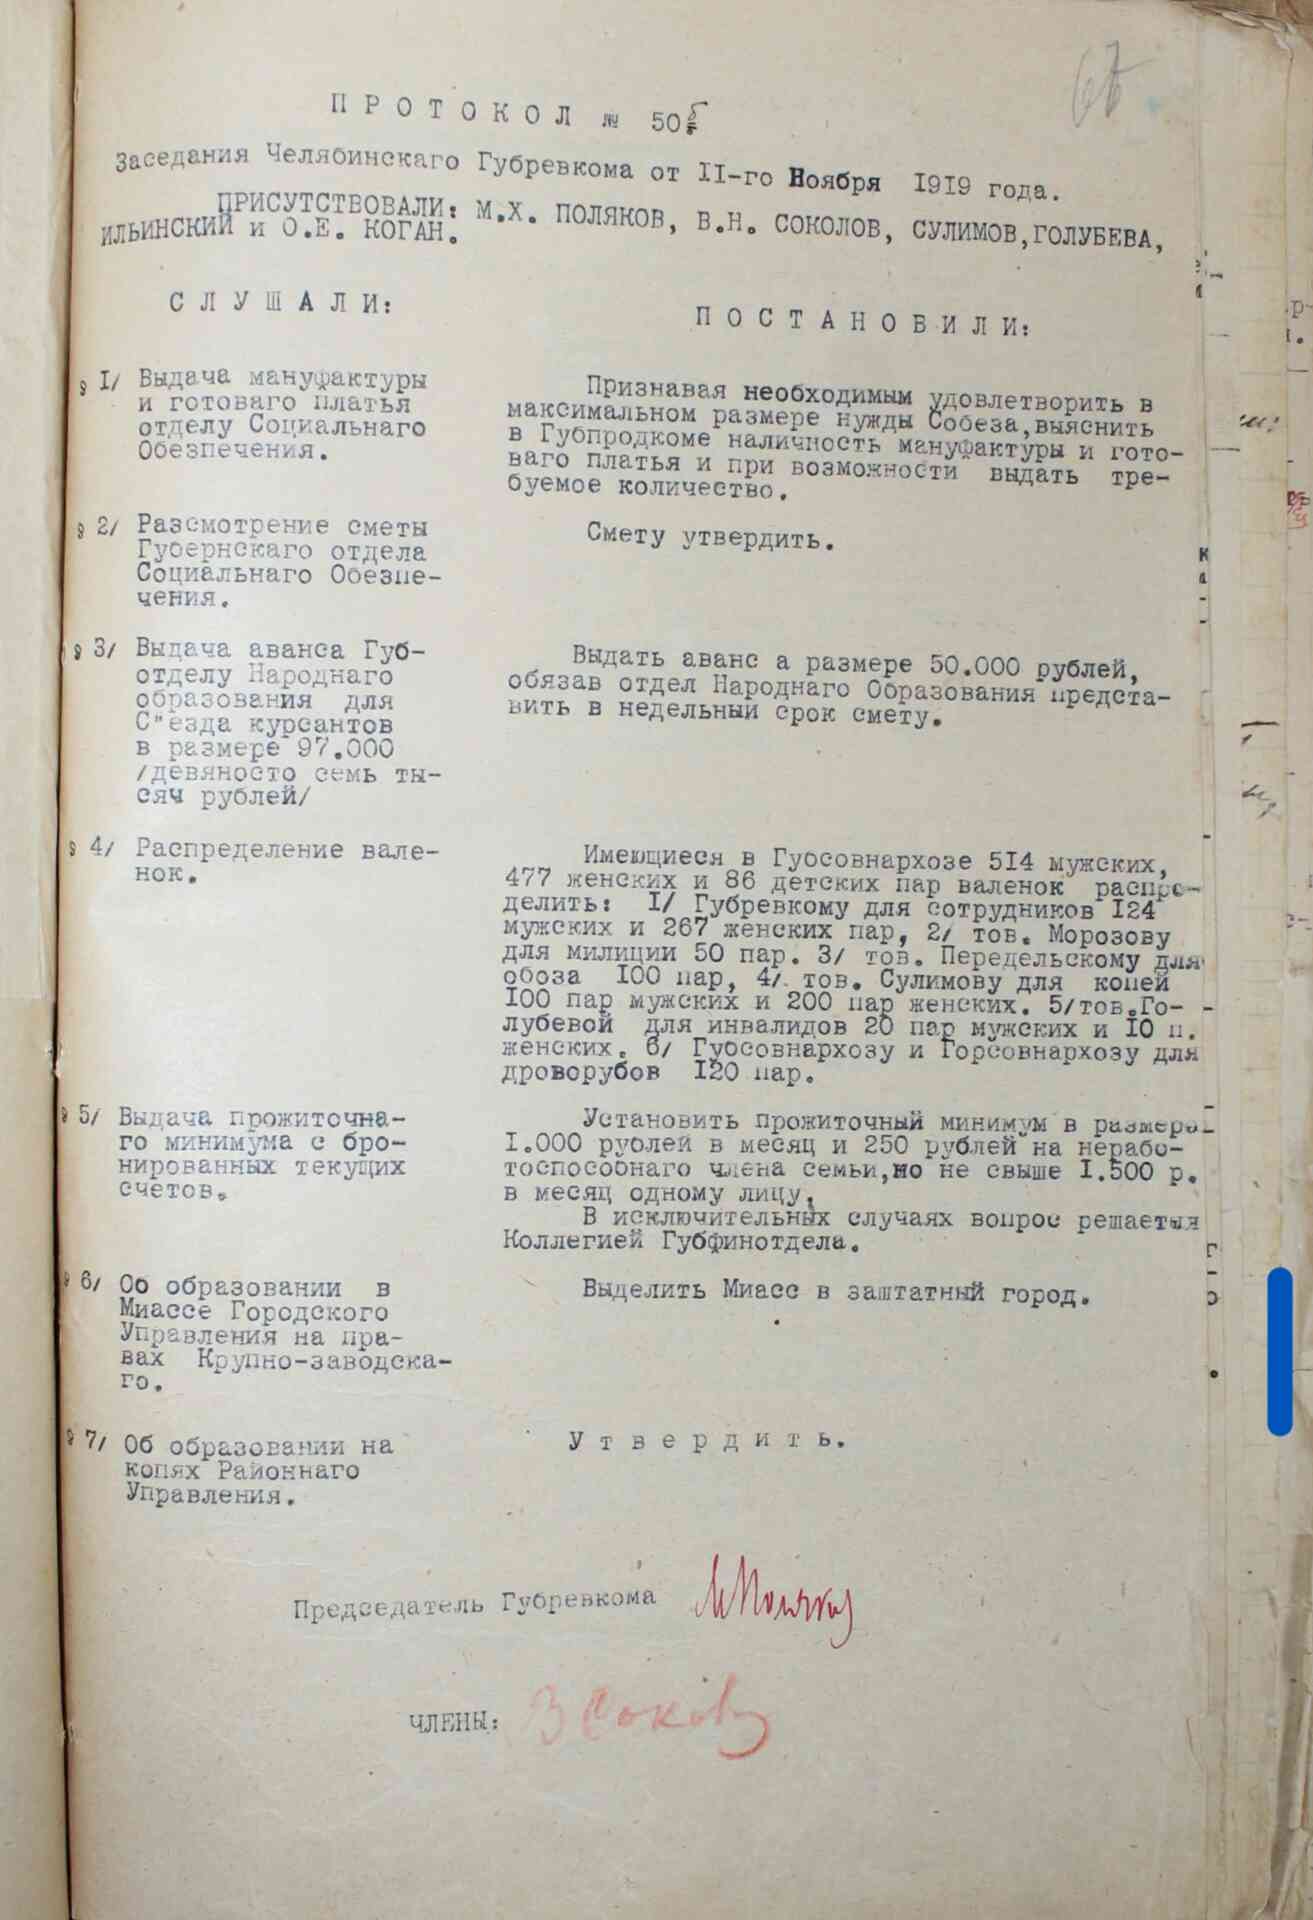 ПРОТОКОЛ № 505
Заседания Челябинскаго Губревкома от II-го Ноября 1919 года.
ПРИСУТСТВОВАЛИ: М.Х. ПОЛЯКОВ, В.Н. СОКОЛОВ, СУЛИМОВ,ГОЛУБЕВА,
ИЛЬИНСКИЙ и О.Е. КОГАН.
СЛУШАЛИ:
ПОСТАНОВИЛИ:
§ I/ Выдача мануфактуры
и готоваго платья
отделу Социальнаго
Обезпечения.
Признавая необходимым удовлетворить в
максимальном размере нужды Собеза,выяснить
в Губпродкоме наличность мануфактуры и гото-
ваго платья и при возможности выдать тре-
буемое количество.
§ 2/ Разсмотрение сметы
Губернскаго отдела
Социальнаго Обезпе-
чения.
Смету утвердить.
§ 3/ Выдача аванса Губ-
отделу Народнаго
образования для
С"езда курсантов
в размере 97.000
/девяносто семь ты-
сяч рублей/
Выдать аванс а размере 50.000 рублей,
обязав отдел Народнаго Образования предста-
вить в недельный срок смету.
§ 4/ Распределение вале-
нок.
Имеющиеся в Губсовнархозе 5I4 мужских,
477 женских и 86 детских пар валенок распре-
делить: I/ Губревкому для сотрудников I24
мужских и 267 женских пар, 2/ тов. Морозову
для милиции 50 пар. 3/ тов. Передельскому для
обоза I00 пар, 4/. тов. Сулимову для копей
I00 пар мужских и 200 пар женских. 5/тов.Го-
лубевой для инвалидов 20 пар мужских и I0 п.
женских. 6/ Губсовнархозу и Горсовнархозу для
дроворубов I20 пар.
§ 5/ Выдача прожиточна-
го минимума с бро-
нированных текущих
счетов.
Установить прожиточный минимум в размере
I.000 рублей в месяц и 250 рублей на нерабо-
тоспособнаго члена семьи,но не свыше I.500 р.
в месяц одному лицу.
В исключительных случаях вопрос решается
Коллегией Губфинотдела.
§ 6/ Об образовании в
Миассе Городского
Управления на пра-
вах Крупно-заводска-
го.
Выделить Миасс в заштатный город.
§ 7/ Об образовании на
копях Районнаго
Управления.
Утвердить.
Председатель Губревкома М Поляков
ЧЛЕНЫ: В Соколов